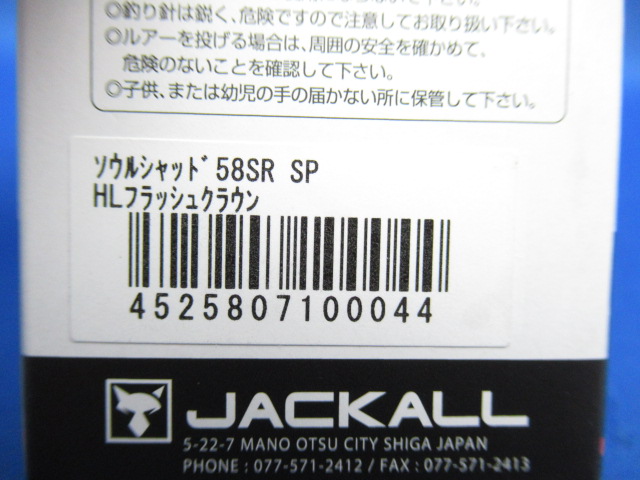 ◎釣り針は鋭く、危険ですので注意してお取り扱い下さい。
◎ルアーを投げる場合は、周囲の安全を確かめて、
危険のないことを確認して下さい。
◎子供、または幼児の手の届かない所に保管して下さい。
ソウルシャッド58SR SP
HLフラッシュクラウン
4525807100044
JACKALL
5-22-7 MANO OTSU CITY SHIGA JAPAN
PHONE : 077-571-2412 / FAX : 077-571-2413